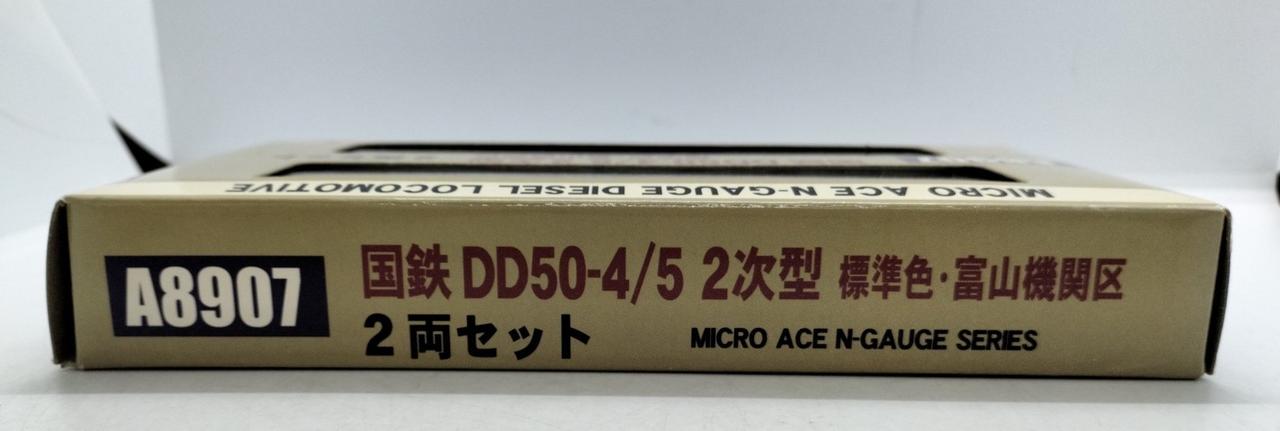 MICRO ACE N-GAUGE DIESEL LOCOMOTIVE
A8907
国鉄 DD50-4/5 2次型 標準色・富山機関区
2両セット
MICRO ACE N-GAUGE SERIES